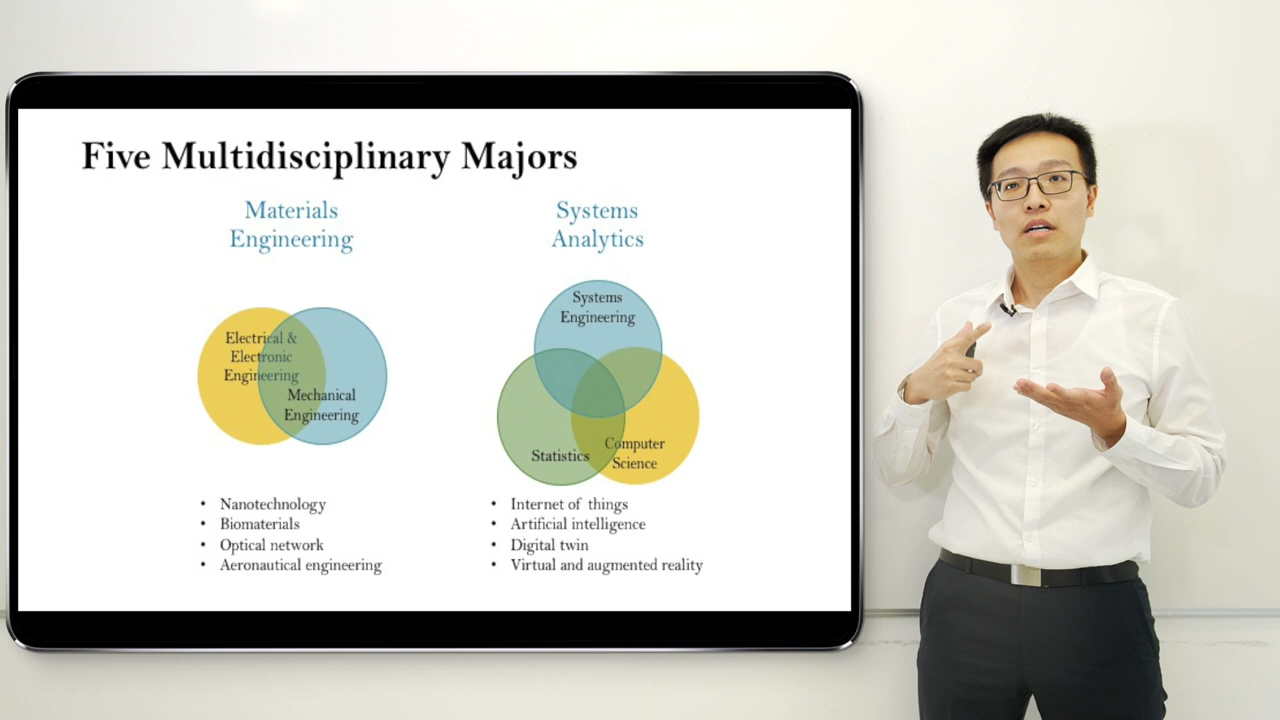 Five Multidisciplinary Majors
Materials
Engineering
Electrical &
Electronic
Engineering
Mechanical
Engineering
• Nanotechnology
• Biomaterials
• Optical network
• Aeronautical engineering
Systems
Analytics
Systems
Engineering
Statistics
Computer
Science
• Internet of things
• Artificial intelligence
• Digital twin
• Virtual and augmented reality